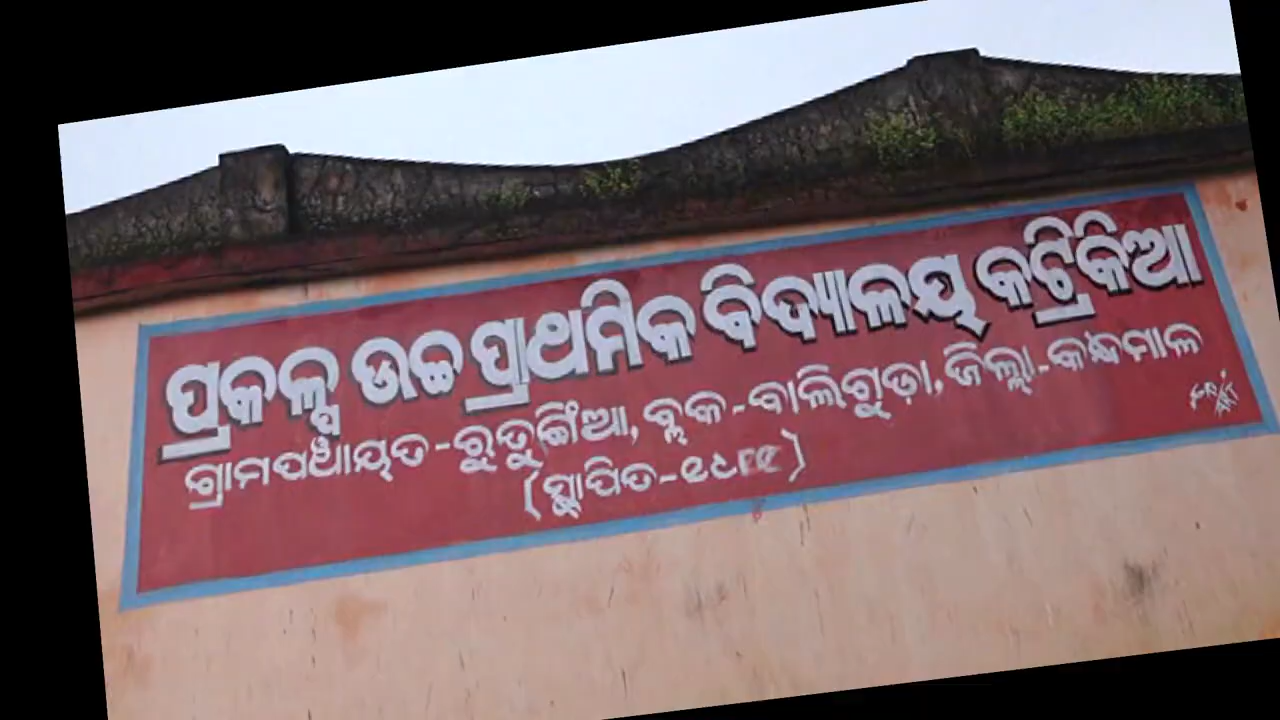 ପ୍ରକଳ୍ପ ଉଚ୍ଚ ପ୍ରାଥମିକ ବିଦ୍ୟାଳୟ କଟ୍ରିକିଆ
ଗ୍ରାମପଞ୍ଚାୟତ-ରୁତୁଙ୍ଗିଆ, ବ୍ଲକ-ବାଲିଗୁଡ଼ା, ଜିଲ୍ଲା-କନ୍ଧମାଳ
(ସ୍ଥାପିତ-